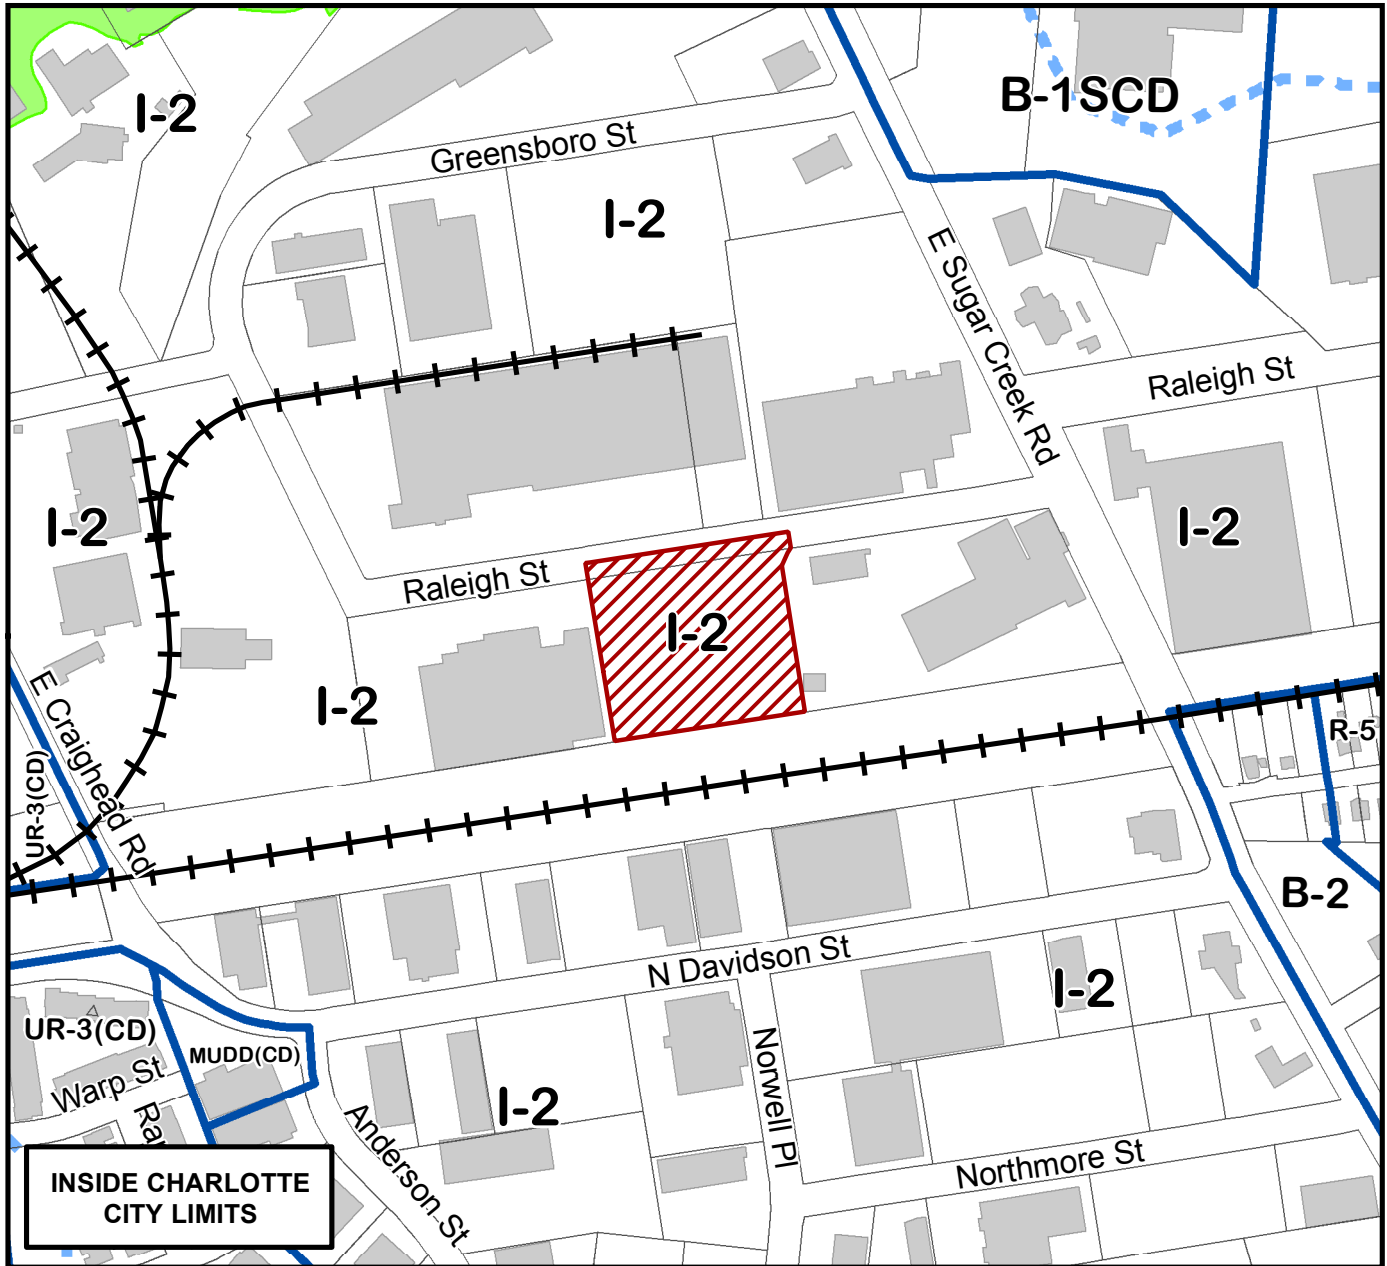 B-1SCD
I-2
Greensboro St
I-2
E Sugar Creek Rd
Raleigh St
I-2
I-2
Raleigh St
I-2
I-2
E Craighead Rd
UR-3(CD)
R-5
B-2
N Davidson St
I-2
UR-3(CD)
MUDD(CD)
Warp St
Norwell Pl
I-2
Anderson St
Northmore St
INSIDE CHARLOTTE
CITY LIMITS